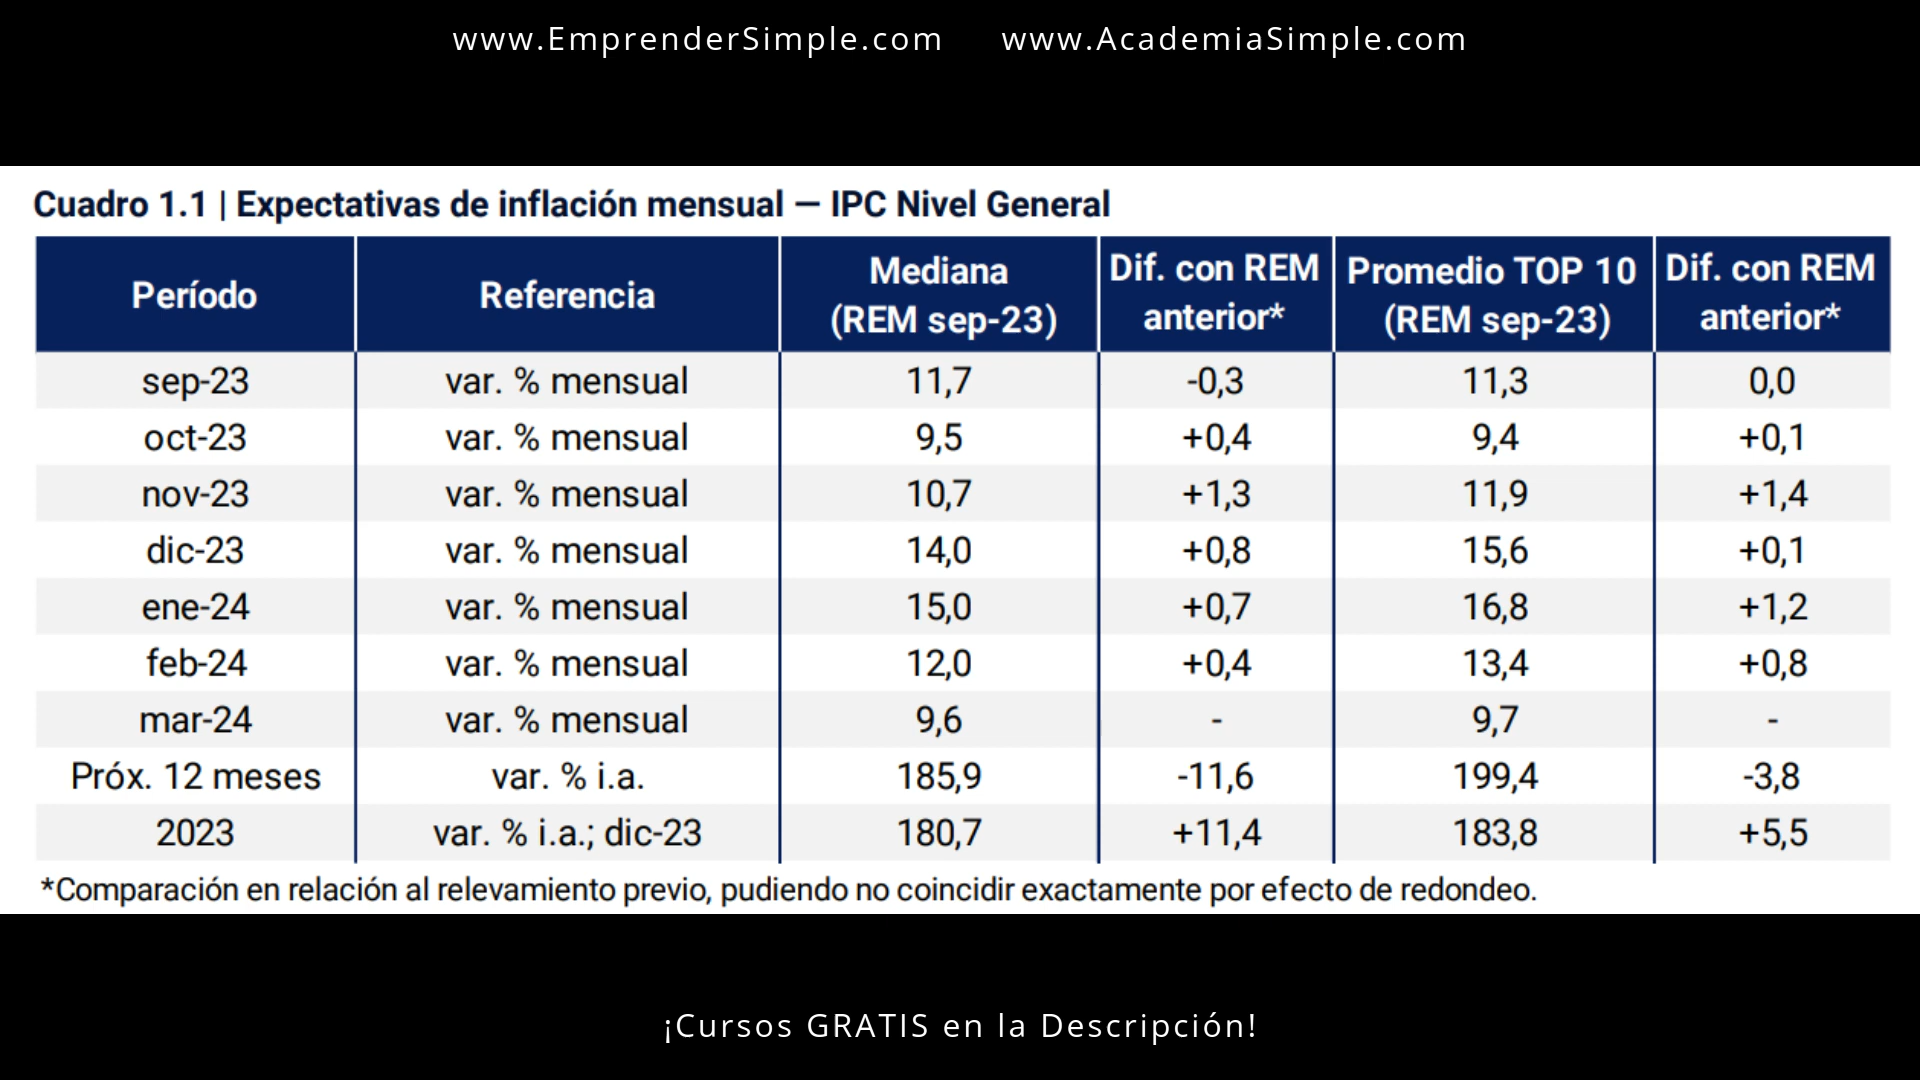 www.EmprenderSimple.com www.AcademiaSimple.com
Cuadro 1.1 | Expectativas de inflación mensual — IPC Nivel General
Período Referencia Mediana (REM sep-23) Dif. con REM anterior* Promedio TOP 10 (REM sep-23) Dif. con REM anterior*
sep-23 var. % mensual 11,7 -0,3 11,3 0,0
oct-23 var. % mensual 9,5 +0,4 9,4 +0,1
nov-23 var. % mensual 10,7 +1,3 11,9 +1,4
dic-23 var. % mensual 14,0 +0,8 15,6 +0,1
ene-24 var. % mensual 15,0 +0,7 16,8 +1,2
feb-24 var. % mensual 12,0 +0,4 13,4 +0,8
mar-24 var. % mensual 9,6 - 9,7 -
Próx. 12 meses var. % i.a. 185,9 -11,6 199,4 -3,8
2023 var. % i.a.; dic-23 180,7 +11,4 183,8 +5,5
*Comparación en relación al relevamiento previo, pudiendo no coincidir exactamente por efecto de redondeo.
¡Cursos GRATIS en la Descripción!